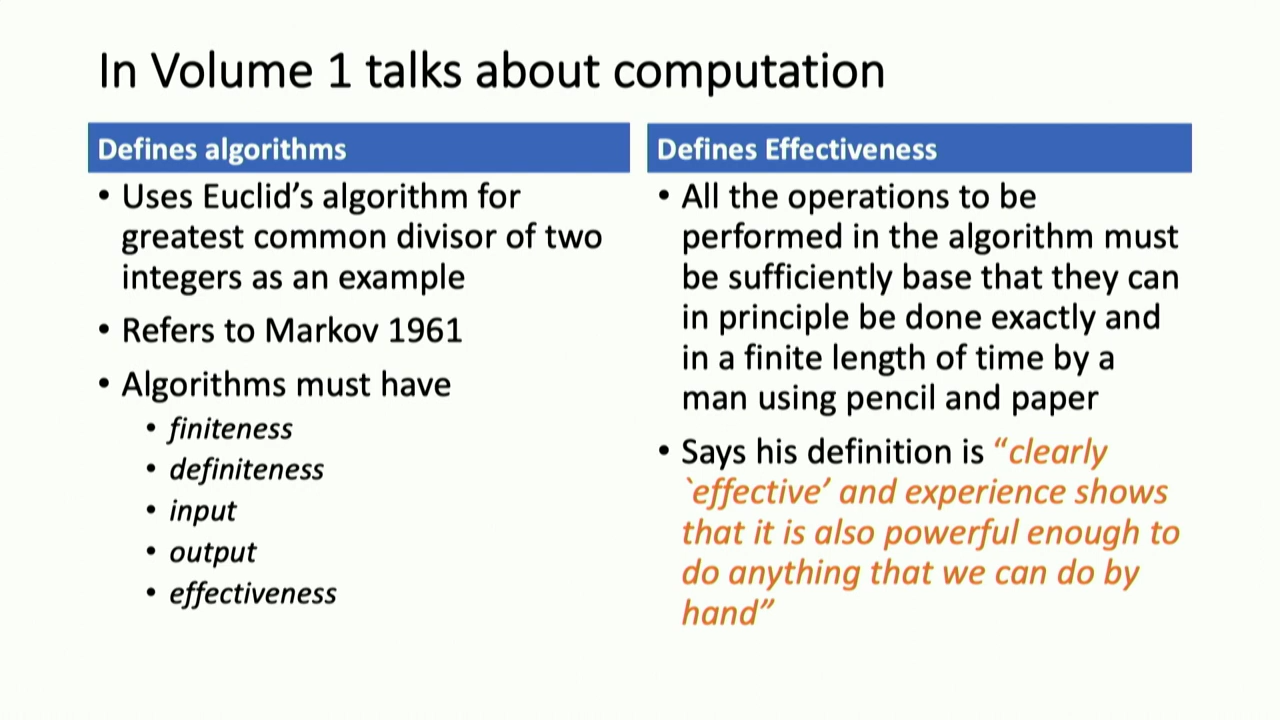 In Volume 1 talks about computation
Defines algorithms
• Uses Euclid’s algorithm for
greatest common divisor of two
integers as an example
• Refers to Markov 1961
• Algorithms must have
• finiteness
• definiteness
• input
• output
• effectiveness
Defines Effectiveness
• All the operations to be
performed in the algorithm must
be sufficiently base that they can
in principle be done exactly and
in a finite length of time by a
man using pencil and paper
• Says his definition is “clearly
`effective’ and experience shows
that it is also powerful enough to
do anything that we can do by
hand”